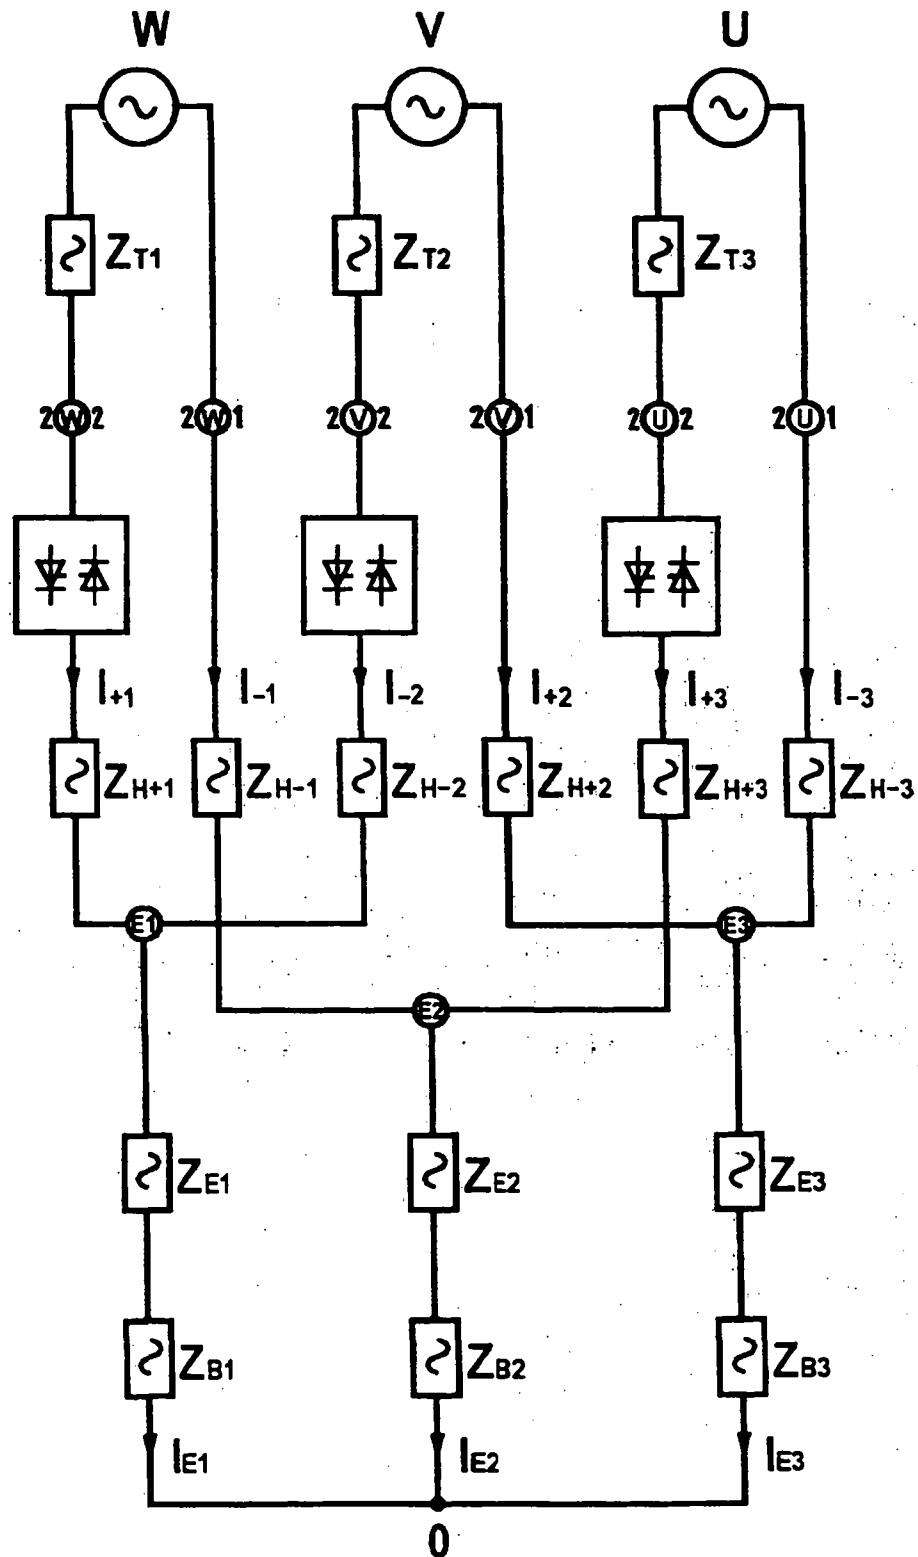 W V U
ZT1 ZT2 ZT3
2W2 2W1 2V2 2V1 2U2 2U1
I+1 I-1 I-2 I+2 I+3 I-3
ZH+1 ZH-1 ZH-2 ZH+2 ZH+3 ZH-3
E1 E3
E2
ZE1 ZE2 ZE3
ZB1 ZB2 ZB3
IE1 IE2 IE3
0